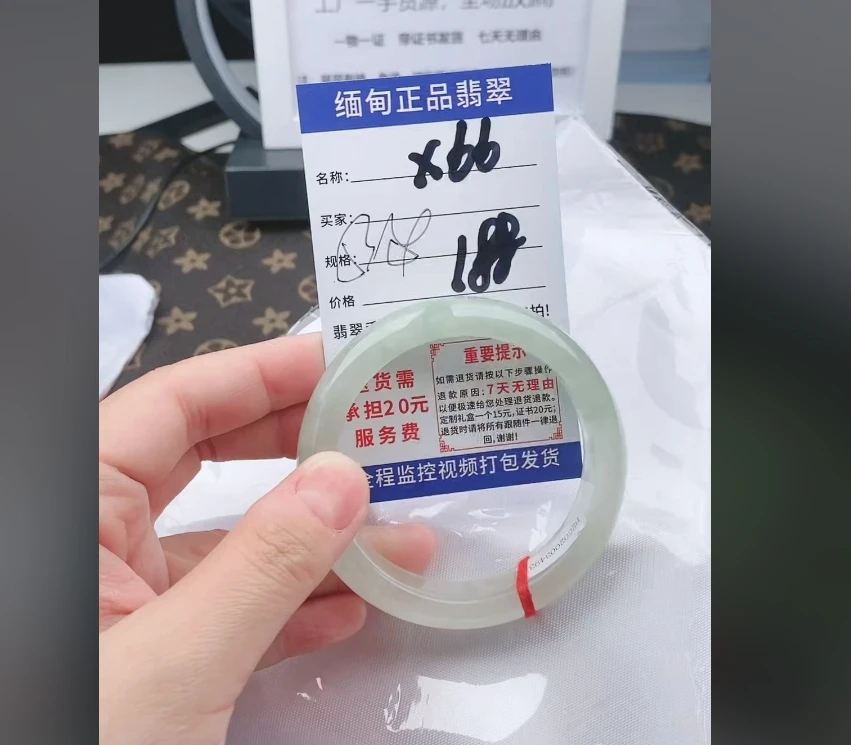 一物一证 带证书发货 七天无理由
缅甸正品翡翠
名称: x66
买家:
规格:
价格 188
货需
承担20元
服务费
重要提示
如需退货请按以下步骤操作
退款原因:7天无理由
以便极速给您处理退货退款。
定制礼盒一个15元,证书20元;
退货时请将所有跟随件一律退
回,谢谢!
全程监控视频打包发货